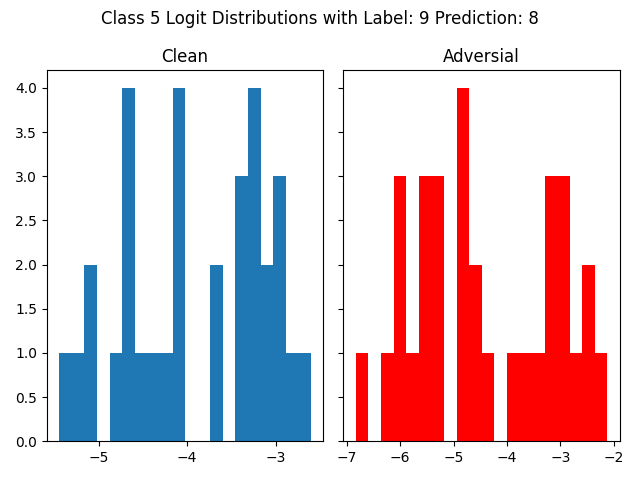 Class 5 Logit Distributions with Label: 9 Prediction: 8
Clean
Adversial
4.0
3.5
3.0
2.5
2.0
1.5
1.0
0.5
0.0
−5 −4 −3
−7 −6 −5 −4 −3 −2